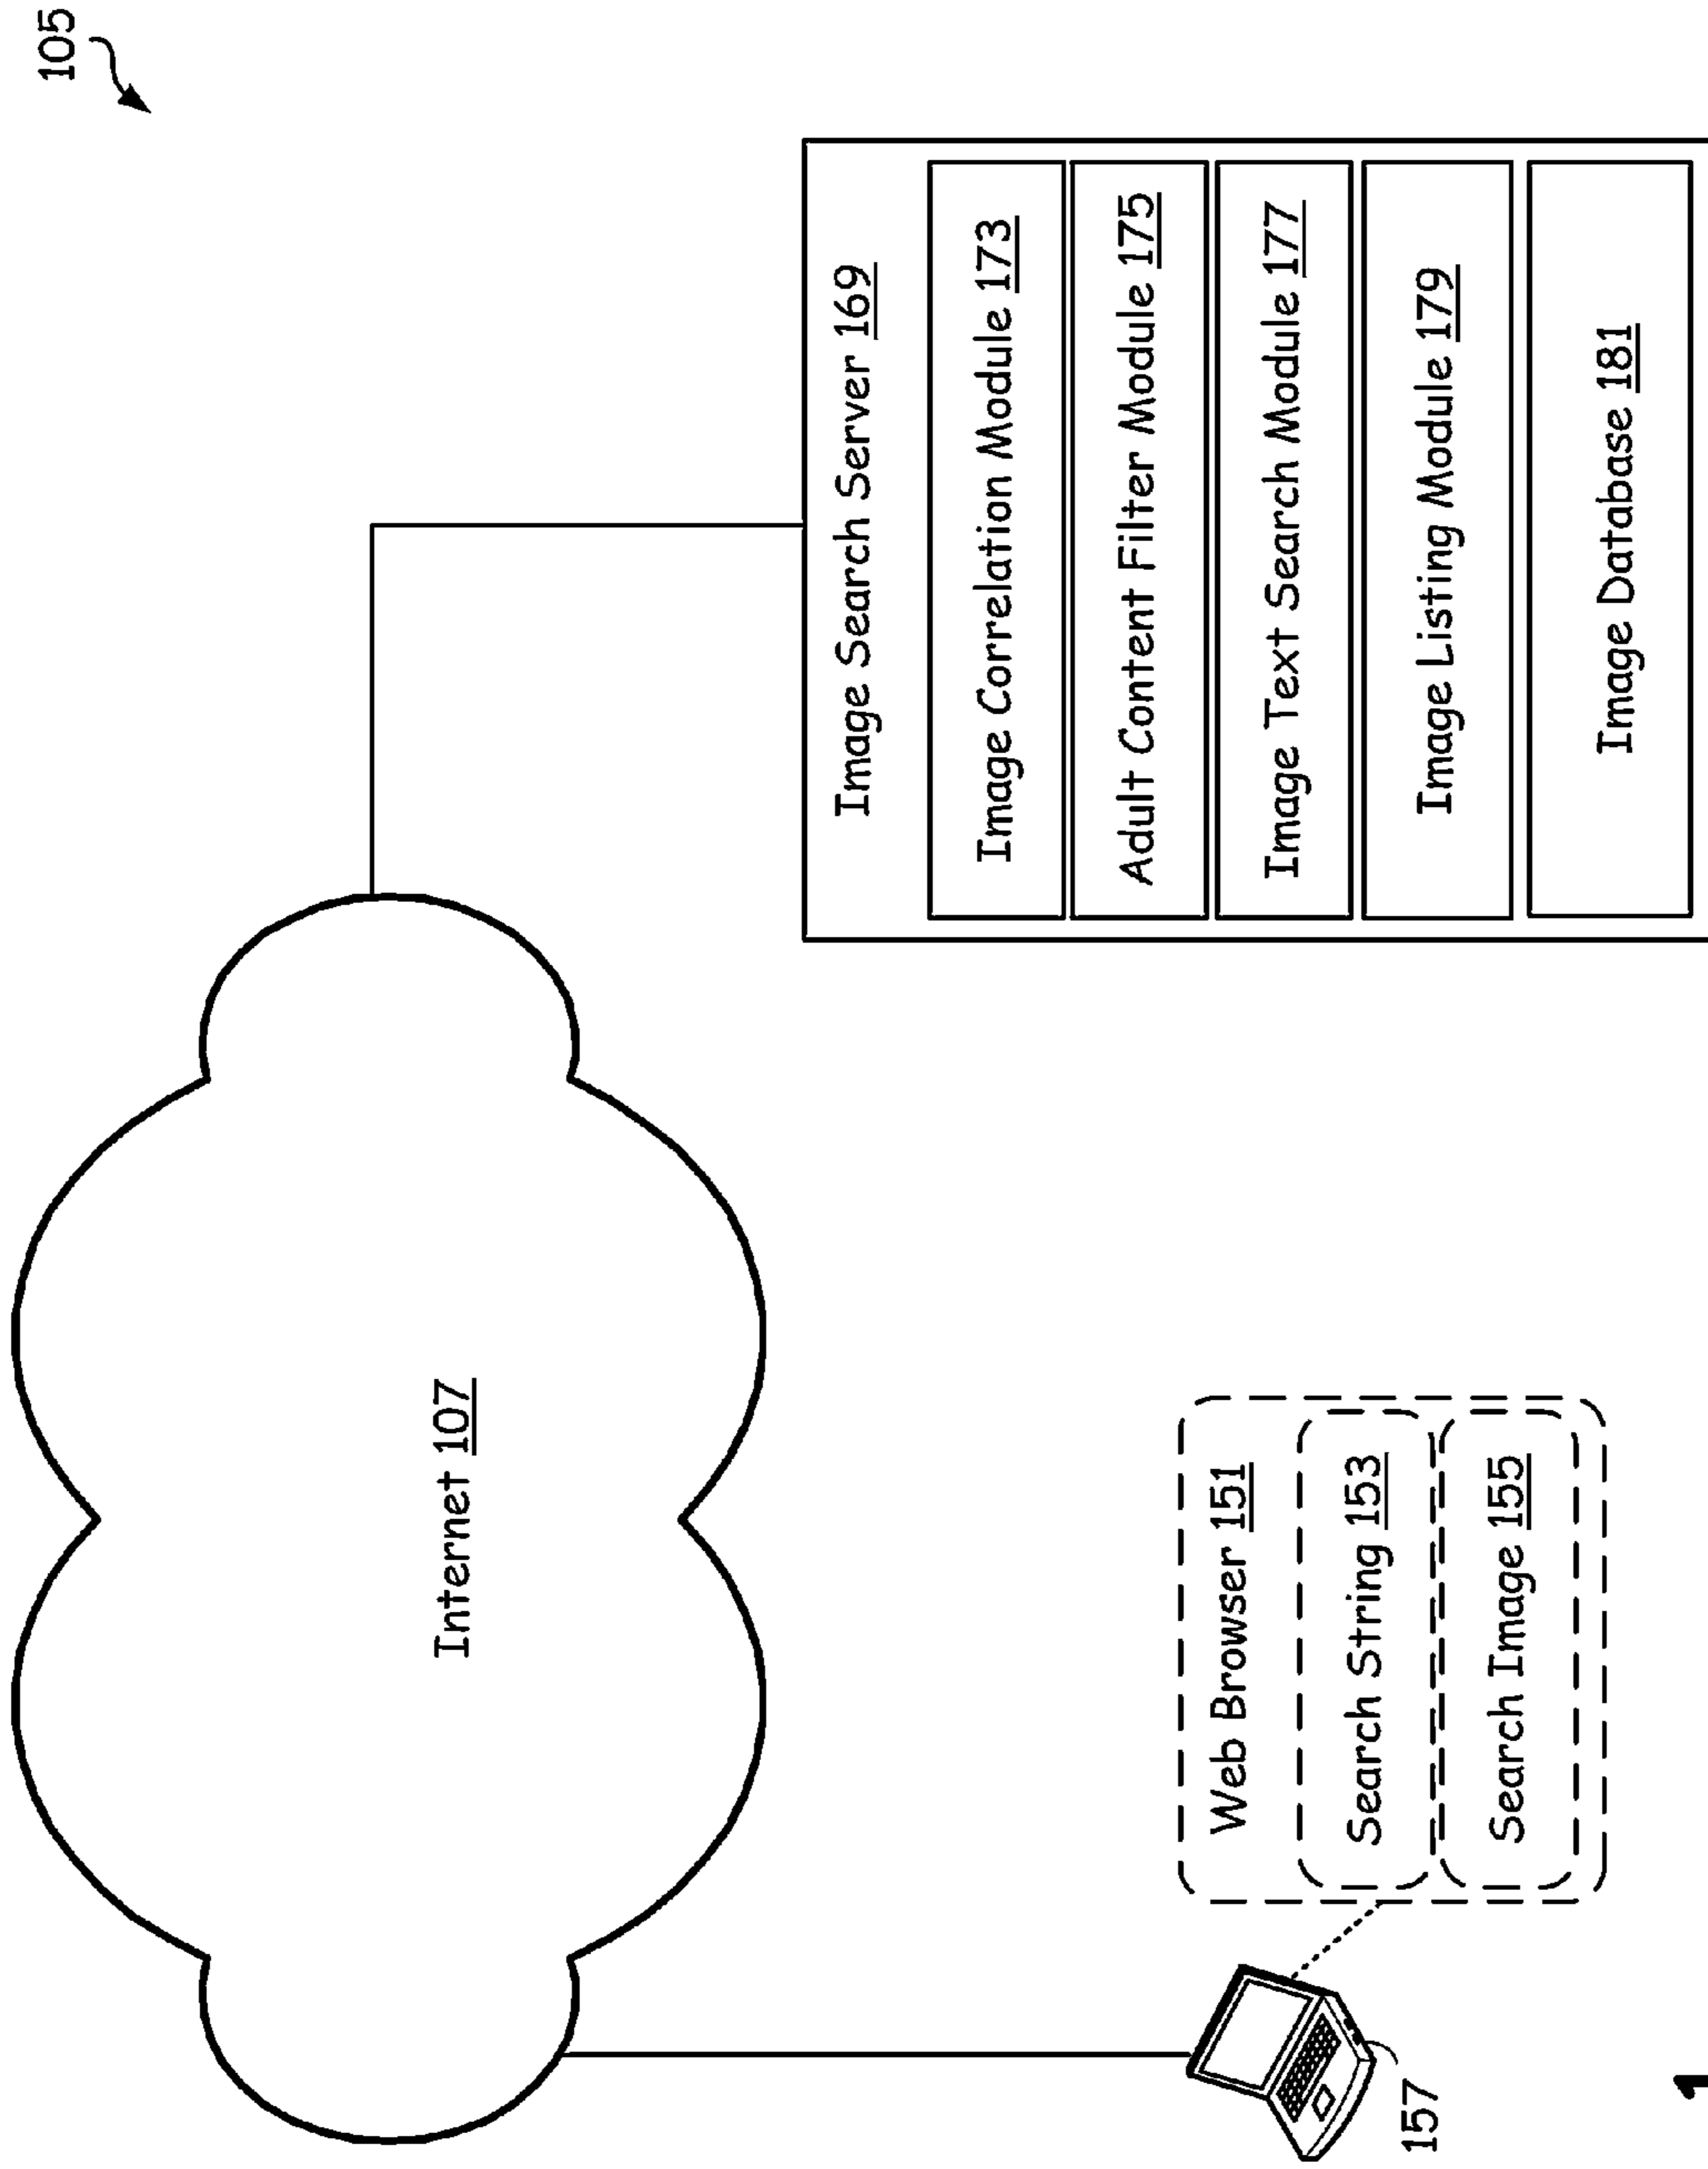 105
Internet 107
Image Search Server 169
Image Correlation Module 173
Adult Content Filter Module 175
Image Text Search Module 177
Image Listing Module 179
Image Database 181
Web Browser 151
Search String 153
Search Image 155
157
1